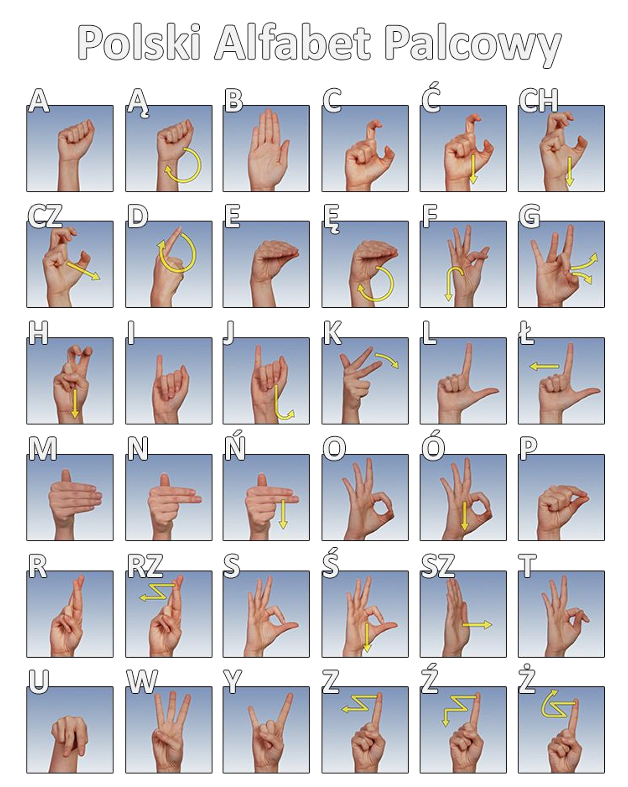 Polski Alfabet Palcowy
A Ą B C Ć CH
CZ D E Ę F G
H I J K L Ł
M N Ń O Ó P
R RZ S Ś SZ T
U W Y Z Ź Ż